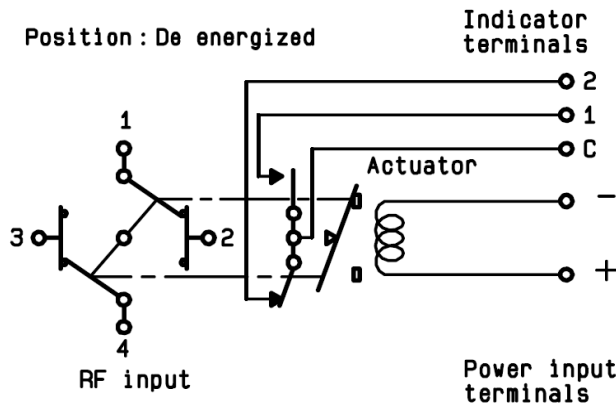 Position : De energized
Indicator
terminals
2
1
C
1
Actuator
−
3
2
+
4
RF input
Power input
terminals